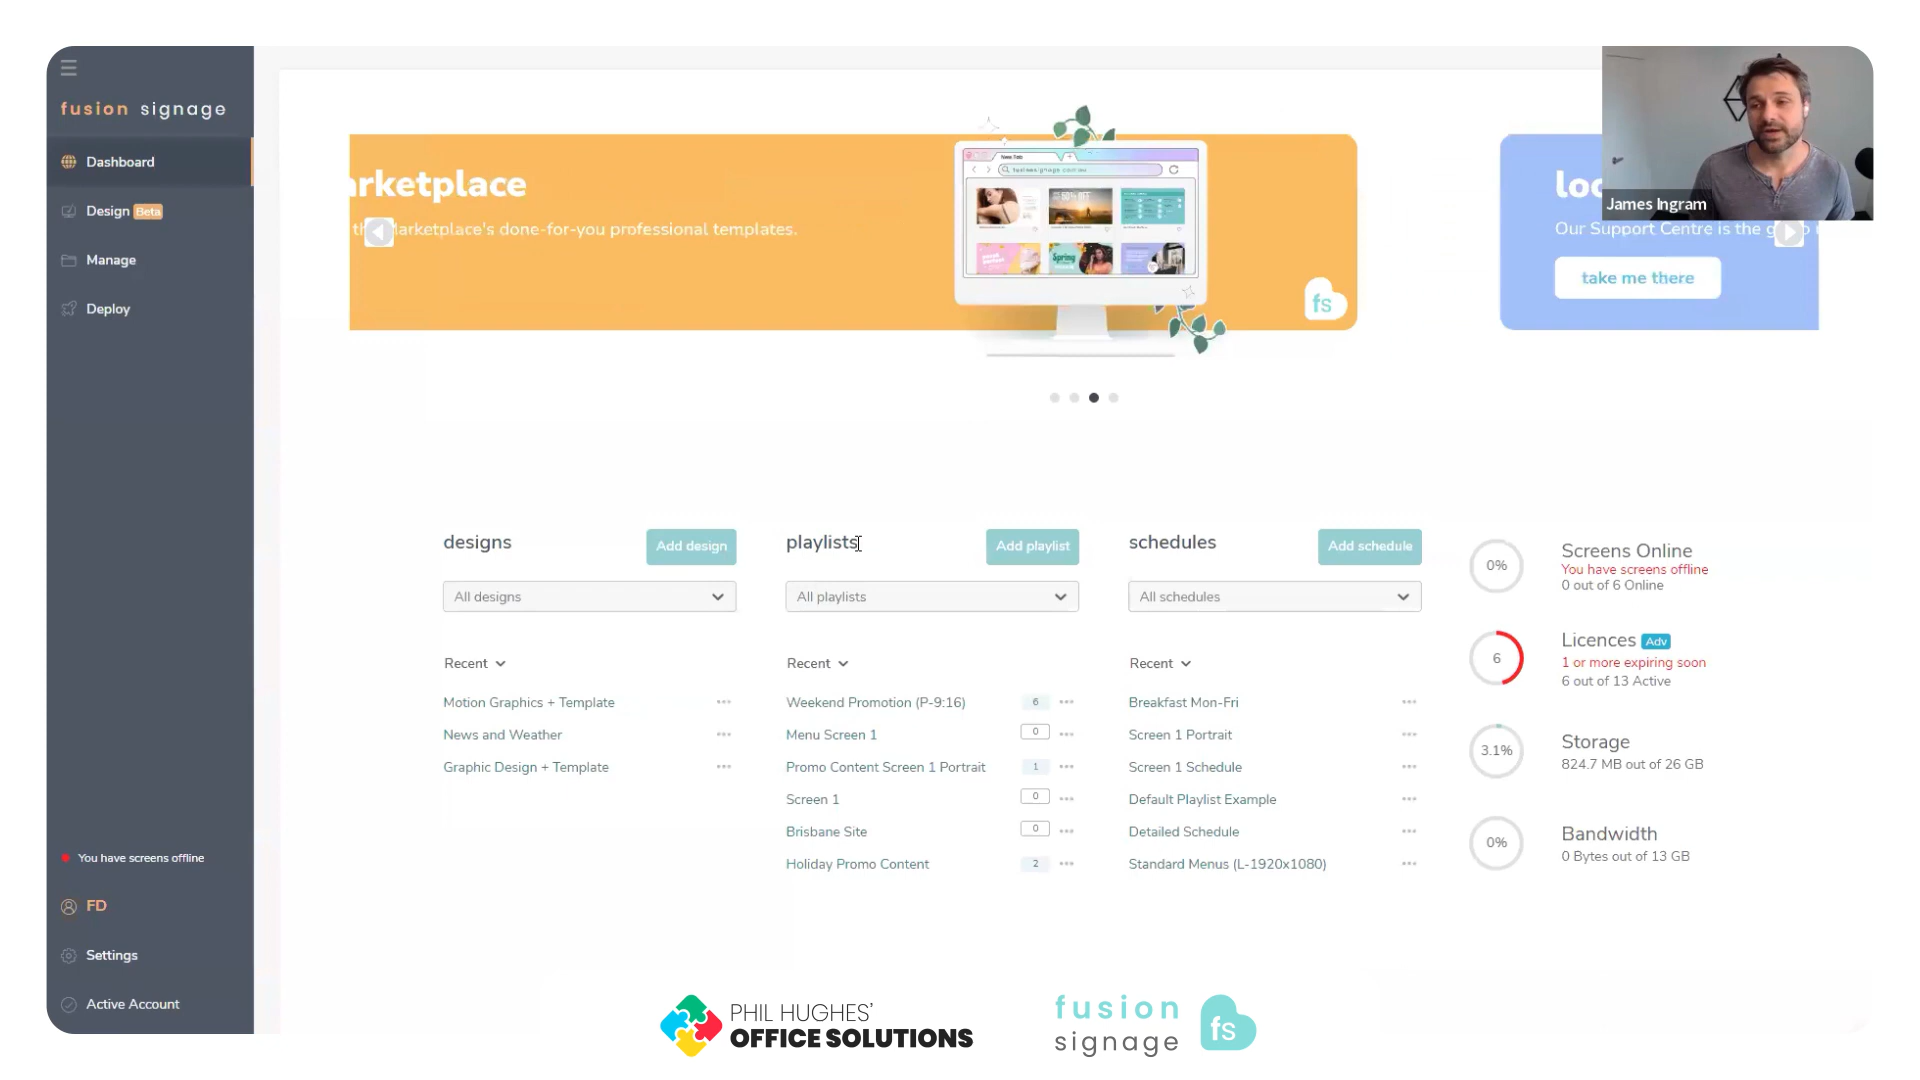 fusion signage
Dashboard
Design Beta
Manage
Deploy
You have screens offline
FD
Settings
Active Account
rketplace
Marketplace's done-for-you professional templates.
New Tab
50% OFF
Spring
fs
Our Support Centre is the
take me there
James Ingram
designs
Add design
All designs
Recent
Motion Graphics + Template
News and Weather
Graphic Design + Template
playlists
Add playlist
All playlists
Recent
Weekend Promotion (P-9:16) 6
Menu Screen 1 0
Promo Content Screen 1 Portrait 1
Screen 1 0
Brisbane Site 0
Holiday Promo Content 2
schedules
Add schedule
All schedules
Recent
Breakfast Mon-Fri
Screen 1 Portrait
Screen 1 Schedule
Default Playlist Example
Detailed Schedule
Standard Menus (L-1920x1080)
0%
Screens Online
You have screens offline
0 out of 6 Online
6
Licences Adv
1 or more expiring soon
6 out of 13 Active
3.1%
Storage
824.7 MB out of 26 GB
0%
Bandwidth
0 Bytes out of 13 GB
PHIL HUGHES'
OFFICE SOLUTIONS
fusion
signage
fs